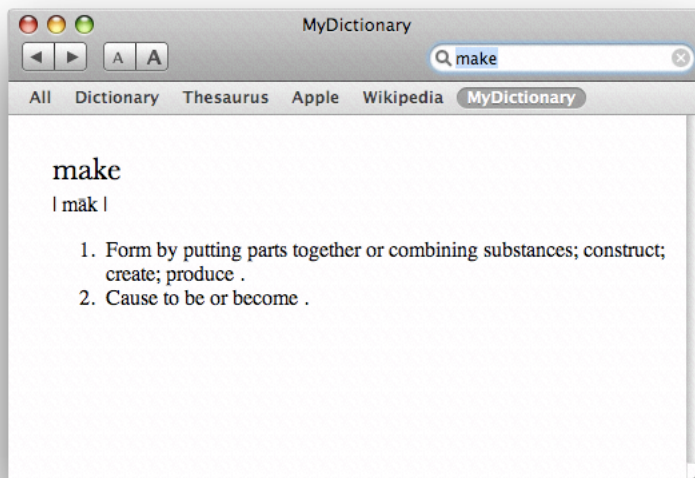 MyDictionary
A A make
All Dictionary Thesaurus Apple Wikipedia MyDictionary
make
| māk |
1. Form by putting parts together or combining substances; construct;
create; produce .
2. Cause to be or become .